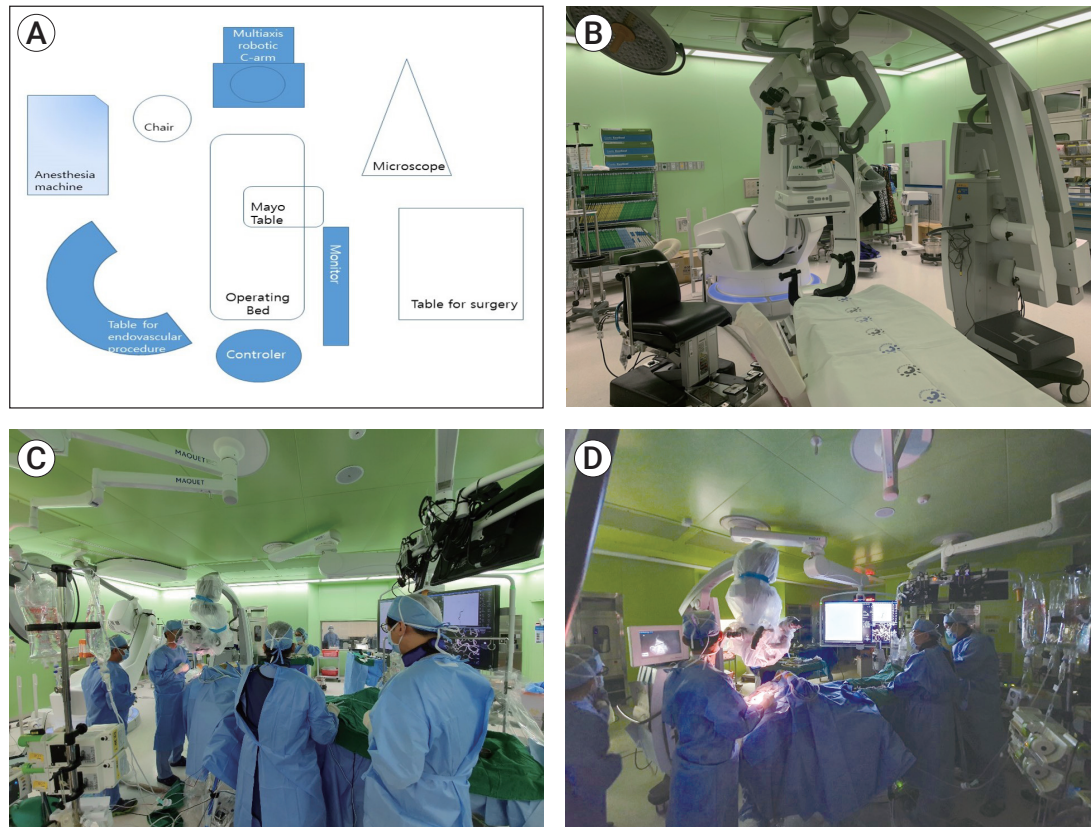 A
Multiaxis
robotic
C-arm
Chair
Anesthesia
machine
Microscope
Mayo
Table
Monitor
Operating
Bed
Table for surgery
Table for
endovascular
procedure
Controler
B
C
MAQUET
MAQUET
D